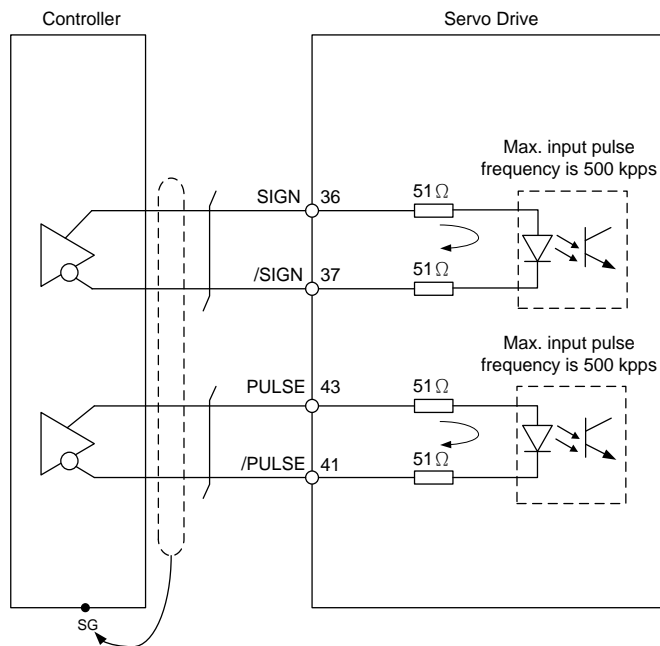 Controller
Servo Drive
Max. input pulse
frequency is 500 kpps
SIGN 36
51Ω
/SIGN 37
51Ω
Max. input pulse
frequency is 500 kpps
PULSE 43
51Ω
/PULSE 41
51Ω
SG